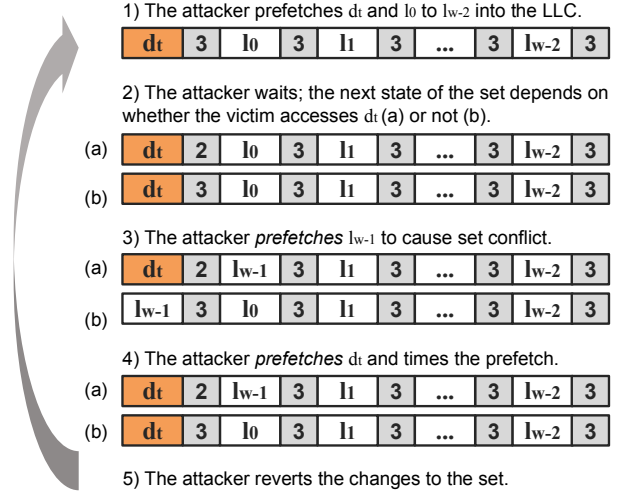 1) The attacker prefetches dt and l0 to lw-2 into the LLC.
dt 3 l0 3 l1 3 ... 3 lw-2 3
2) The attacker waits; the next state of the set depends on
whether the victim accesses dt (a) or not (b).
(a) dt 2 l0 3 l1 3 ... 3 lw-2 3
(b) dt 3 l0 3 l1 3 ... 3 lw-2 3
3) The attacker prefetches lw-1 to cause set conflict.
(a) dt 2 lw-1 3 l1 3 ... 3 lw-2 3
(b) lw-1 3 l0 3 l1 3 ... 3 lw-2 3
4) The attacker prefetches dt and times the prefetch.
(a) dt 2 lw-1 3 l1 3 ... 3 lw-2 3
(b) dt 3 l0 3 l1 3 ... 3 lw-2 3
5) The attacker reverts the changes to the set.